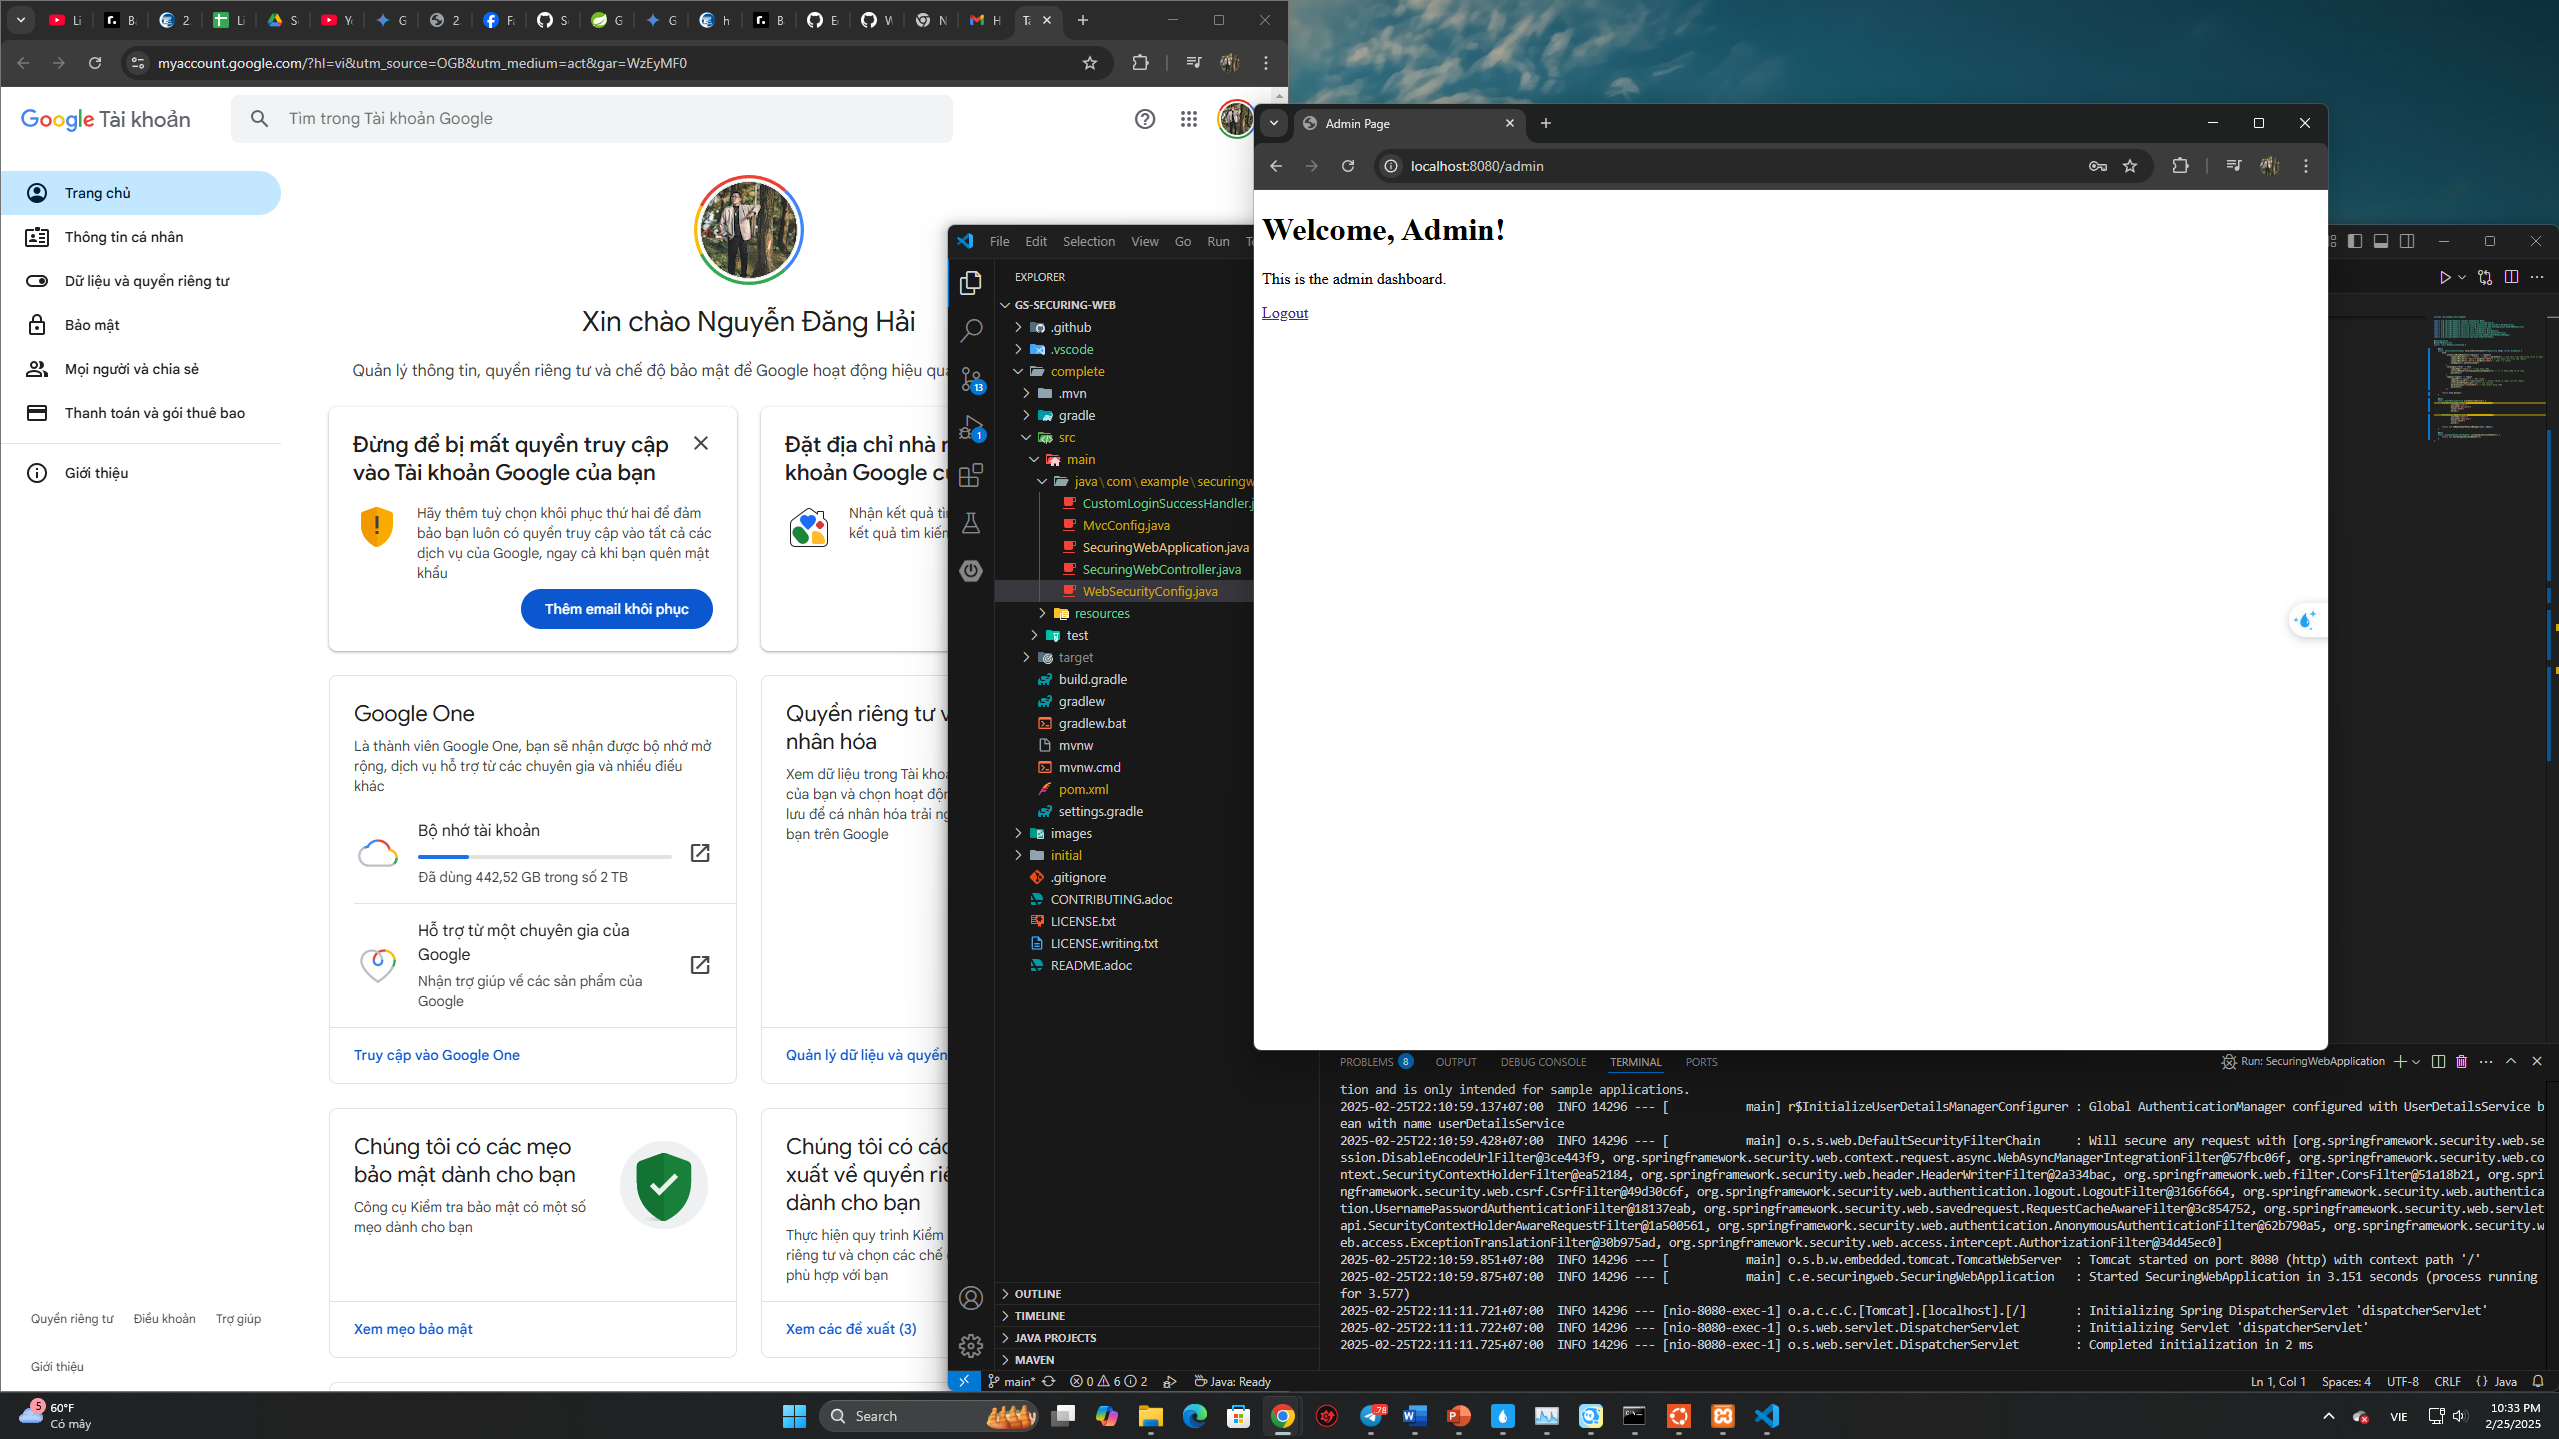 Li
B
2
Li
S
Yo
G
2
Fa
S
G
G
h
B
E
V
N
H
Ta
myaccount.google.com/?hl=vi&utm_source=OGB&utm_medium=act&gar=WzEyMF0
Google Tài khoản
Tìm trong Tài khoản Google
Trang chủ
Thông tin cá nhân
Dữ liệu và quyền riêng tư
Bảo mật
Mọi người và chia sẻ
Thanh toán và gói thuê bao
Giới thiệu
Xin chào Nguyễn Đăng Hải
Quản lý thông tin, quyền riêng tư và chế độ bảo mật để Google hoạt động hiệu quả
Đừng để bị mất quyền truy cập
vào Tài khoản Google của bạn
Hãy thêm tuỳ chọn khôi phục thứ hai để đảm
bảo bạn luôn có quyền truy cập vào tất cả các
dịch vụ của Google, ngay cả khi bạn quên mật
khẩu
Thêm email khôi phục
Đặt địa chỉ nhà
khoản Google
Nhận kết quả
kết quả tìm kiếm
Google One
Là thành viên Google One, bạn sẽ nhận được bộ nhớ mở
rộng, dịch vụ hỗ trợ từ các chuyên gia và nhiều điều
khác
Bộ nhớ tài khoản
Đã dùng 442,52 GB trong số 2 TB
Hỗ trợ từ một chuyên gia của
Google
Nhận trợ giúp về các sản phẩm của
Google
Truy cập vào Google One
Quyền riêng tư
nhân hóa
Xem dữ liệu trong Tài
của bạn và chọn hoạt
lưu để cá nhân hóa trải
bạn trên Google
Quản lý dữ liệu và quyền
Chúng tôi có các mẹo
bảo mật dành cho bạn
Công cụ Kiểm tra bảo mật có một số
mẹo dành cho bạn
Xem mẹo bảo mật
Chúng tôi có
xuất về quyền
dành cho bạn
Thực hiện quy trình Kiểm
riêng tư và chọn các chế
phù hợp với bạn
Xem các đề xuất (3)
Quyền riêng tư Điều khoản Trợ giúp
Giới thiệu
File Edit Selection View Go Run Te
EXPLORER
GS-SECURING-WEB
.github
.vscode
complete
.mvn
gradle
src
main
java\com\example\securingw
CustomLoginSuccessHandler.j
MvcConfig.java
SecuringWebApplication.java
SecuringWebController.java
WebSecurityConfig.java
resources
test
target
build.gradle
gradlew
gradlew.bat
mvnw
mvnw.cmd
pom.xml
settings.gradle
images
initial
.gitignore
CONTRIBUTING.adoc
LICENSE.txt
LICENSE.writing.txt
README.adoc
13
1
OUTLINE
TIMELINE
JAVA PROJECTS
MAVEN
Admin Page
localhost:8080/admin
Welcome, Admin!
This is the admin dashboard.
Logout
PROBLEMS 8 OUTPUT DEBUG CONSOLE TERMINAL PORTS
Run: SecuringWebApplication
tion and is only intended for sample applications.
2025-02-25T22:10:59.137+07:00 INFO 14296 --- [ main] r$InitializeUserDetailsManagerConfigurer : Global AuthenticationManager configured with UserDetailsService b
ean with name userDetailsService
2025-02-25T22:10:59.428+07:00 INFO 14296 --- [ main] o.s.s.web.DefaultSecurityFilterChain : Will secure any request with [org.springframework.security.web.se
ssion.DisableEncodeUrlFilter@3ce443f9, org.springframework.security.web.context.request.async.WebAsyncManagerIntegrationFilter@57fbc06f, org.springframework.security.web.co
ntext.SecurityContextHolderFilter@ea52184, org.springframework.security.web.header.HeaderWriterFilter@2a334bac, org.springframework.web.filter.CorsFilter@51a18b21, org.spri
ngframework.security.web.csrf.CsrfFilter@49d30c6f, org.springframework.security.web.authentication.logout.LogoutFilter@3166f664, org.springframework.security.web.authentica
tion.UsernamePasswordAuthenticationFilter@18137eab, org.springframework.security.web.savedrequest.RequestCacheAwareFilter@3c854752, org.springframework.security.web.servlet
api.SecurityContextHolderAwareRequestFilter@1a500561, org.springframework.security.web.authentication.AnonymousAuthenticationFilter@62b790a5, org.springframework.security.w
eb.access.ExceptionTranslationFilter@30b975ad, org.springframework.security.web.access.intercept.AuthorizationFilter@34d45ec0]
2025-02-25T22:10:59.851+07:00 INFO 14296 --- [ main] o.s.b.w.embedded.tomcat.TomcatWebServer : Tomcat started on port 8080 (http) with context path '/'
2025-02-25T22:10:59.875+07:00 INFO 14296 --- [ main] c.e.securingweb.SecuringWebApplication : Started SecuringWebApplication in 3.151 seconds (process running
for 3.577)
2025-02-25T22:11:11.721+07:00 INFO 14296 --- [nio-8080-exec-1] o.a.c.c.C.[Tomcat].[localhost].[/] : Initializing Spring DispatcherServlet 'dispatcherServlet'
2025-02-25T22:11:11.722+07:00 INFO 14296 --- [nio-8080-exec-1] o.s.web.servlet.DispatcherServlet : Initializing Servlet 'dispatcherServlet'
2025-02-25T22:11:11.725+07:00 INFO 14296 --- [nio-8080-exec-1] o.s.web.servlet.DispatcherServlet : Completed initialization in 2 ms
main* 0 6 2 Java: Ready
Ln 1, Col 1 Spaces: 4 UTF-8 CRLF {} Java
5
60°F
Có mây
Search
78
VIE
10:33 PM
2/25/2025